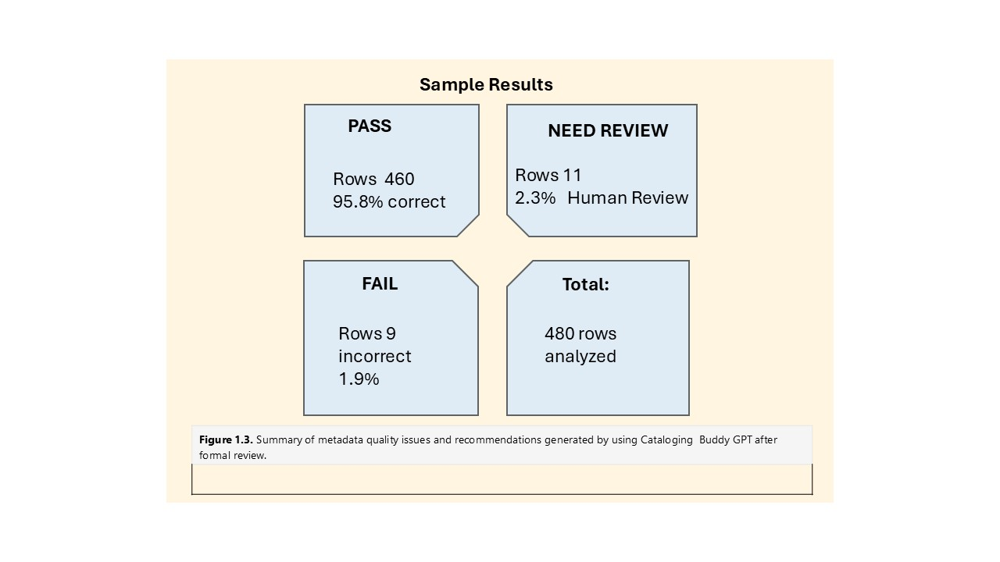 Sample Results
PASS
Rows 460
95.8% correct
NEED REVIEW
Rows 11
2.3% Human Review
FAIL
Rows 9
incorrect
1.9%
Total:
480 rows
analyzed
Figure 1.3. Summary of metadata quality issues and recommendations generated by using Cataloging Buddy GPT after
formal review.